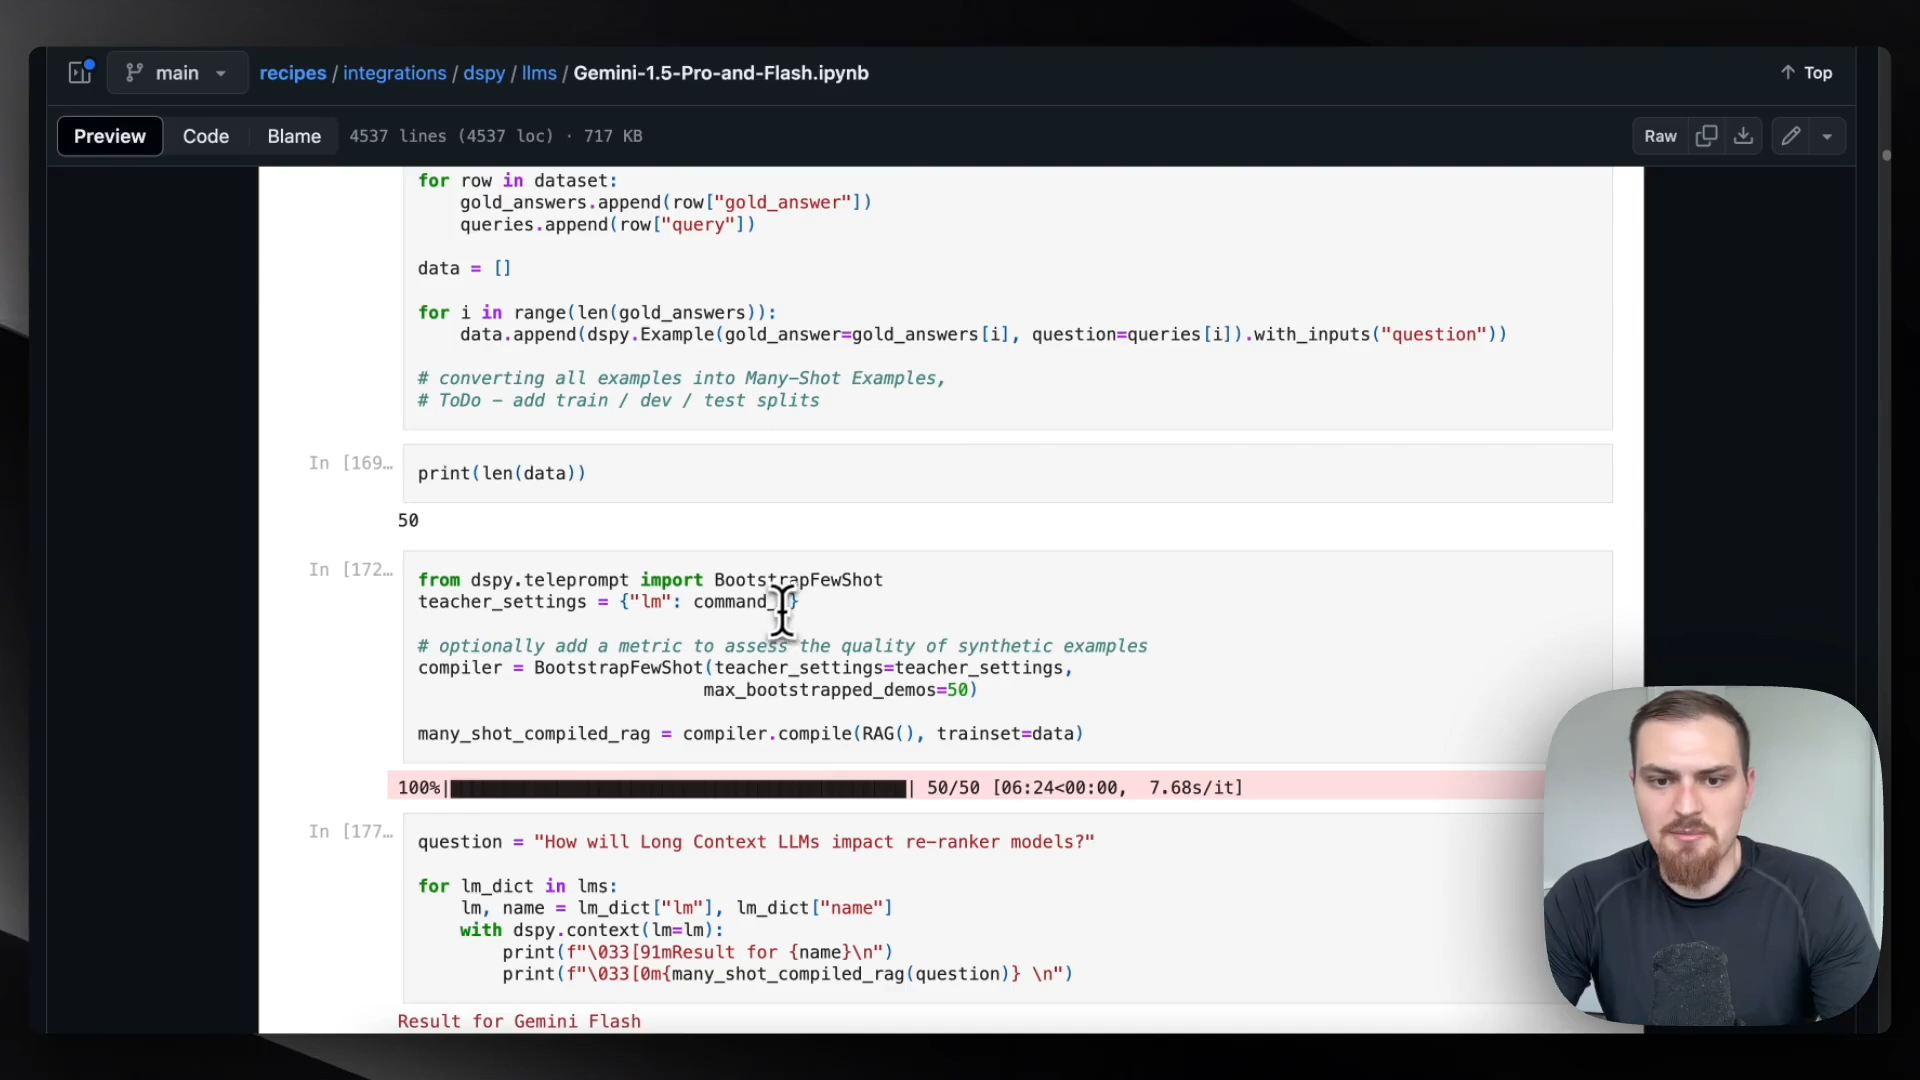 main
recipes / integrations / dspy / llms / Gemini-1.5-Pro-and-Flash.ipynb
Top
Preview
Code
Blame
4537 lines (4537 loc) · 717 KB
Raw
for row in dataset:
gold_answers.append(row["gold_answer"])
queries.append(row["query"])
data = []
for i in range(len(gold_answers)):
data.append(dspy.Example(gold_answer=gold_answers[i], question=queries[i]).with_inputs("question"))
# converting all examples into Many-Shot Examples,
# ToDo - add train / dev / test splits
In [169…
print(len(data))
50
In [172…
from dspy.teleprompt import BootstrapFewShot
teacher_settings = {"lm": command_ }
# optionally add a metric to assess the quality of synthetic examples
compiler = BootstrapFewShot(teacher_settings=teacher_settings,
max_bootstrapped_demos=50)
many_shot_compiled_rag = compiler.compile(RAG(), trainset=data)
100%| | 50/50 [06:24<00:00, 7.68s/it]
In [177…
question = "How will Long Context LLMs impact re-ranker models?"
for lm_dict in lms:
lm, name = lm_dict["lm"], lm_dict["name"]
with dspy.context(lm=lm):
print(f"\033[91mResult for {name}\n")
print(f"\033[0m{many_shot_compiled_rag(question)} \n")
Result for Gemini Flash